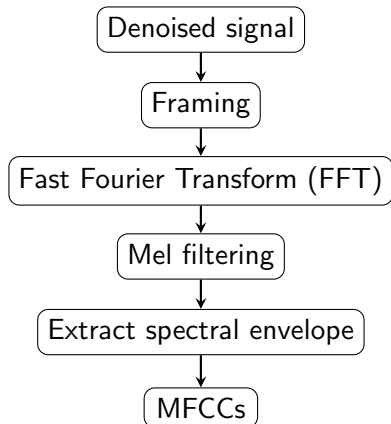 Denoised signal
Framing
Fast Fourier Transform (FFT)
Mel filtering
Extract spectral envelope
MFCCs